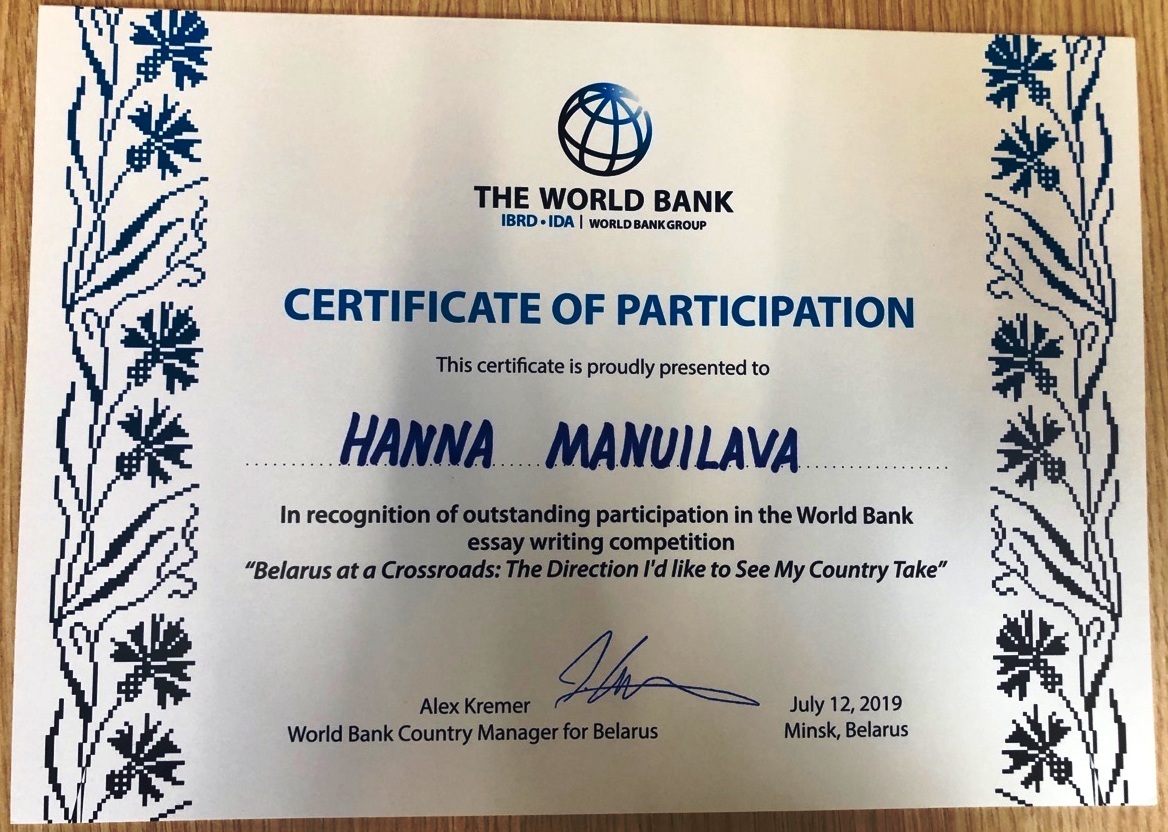 THE WORLD BANK
IBRD • IDA | WORLD BANK GROUP
CERTIFICATE OF PARTICIPATION
This certificate is proudly presented to
HANNA MANUILAVA
In recognition of outstanding participation in the World Bank
essay writing competition
“Belarus at a Crossroads: The Direction I'd like to See My Country Take”
Alex Kremer
World Bank Country Manager for Belarus
July 12, 2019
Minsk, Belarus